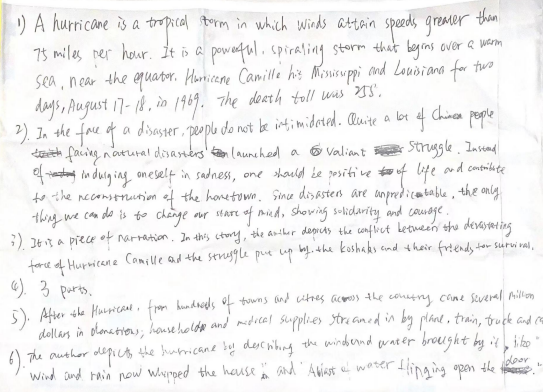 1) A hurricane is a tropical storm in which winds attain speeds greater than
75 miles per hour. It is a powerful, spiraling storm that begins over a warm
sea, near the equator. Hurricane Camille hit Mississippi and Louisiana for two
days, August 17-18, in 1969. The death toll was 255.
2). In the face of a disaster, people do not be intimidated. Quite a lot of people
facing natural disasters launched a valiant struggle. Instead
of indulging oneself in sadness, one should be positive of life and contribute
to the reconstruction of the hometown. Since disasters are unpredictable, the only
thing we can do is to change our state of mind, showing solidarity and courage.
3). It is a piece of narration. In this story, the author depicts the conflict between the devastating
force of Hurricane Camille and the struggle put up by the Koshaks and their friends for survival.
4). 3 parts.
5). After the Hurricane, from hundreds of towns and cities across the country came several million
dollars in donations; household and medical supplies streamed in by plane, train, truck and ca
6). The author depicts the hurricane by describing the wind and water brought by it, like "
wind and rain now whipped the house" and "A blast of water flinging open the door."